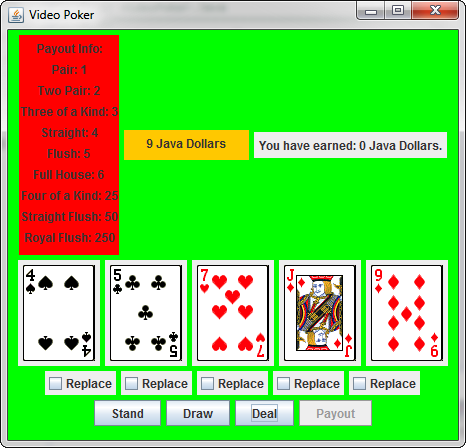 Video Poker
Payout Info:
Pair: 1
Two Pair: 2
Three of a Kind: 3
Straight: 4
Flush: 5
Full House: 6
Four of a Kind: 25
Straight Flush: 50
Royal Flush: 250
9 Java Dollars
You have earned: 0 Java Dollars.
4 5 7 J 9
4 5 7 J 9
Replace Replace Replace Replace Replace
Stand Draw Deal Payout